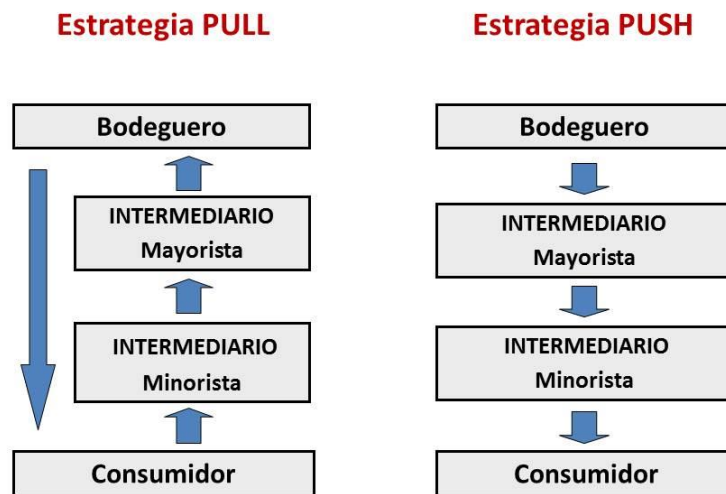 Estrategia PULL
Bodeguero
INTERMEDIARIO
Mayorista
INTERMEDIARIO
Minorista
Consumidor
Estrategia PUSH
Bodeguero
INTERMEDIARIO
Mayorista
INTERMEDIARIO
Minorista
Consumidor